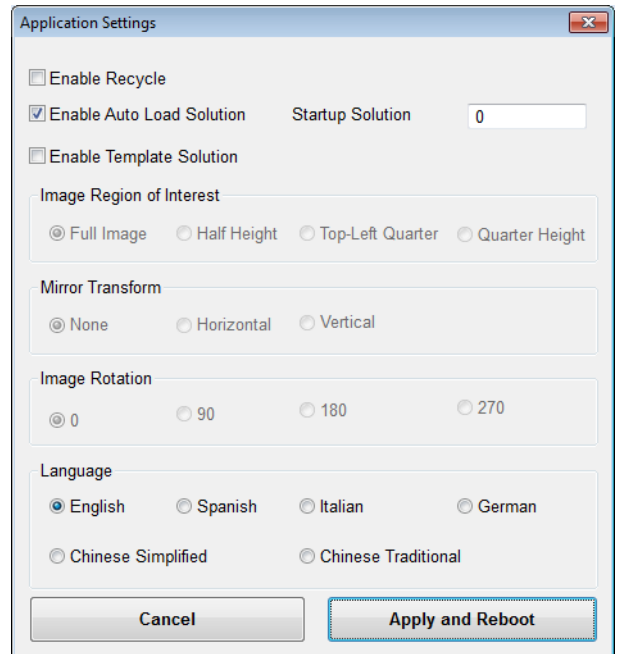 Application Settings
Enable Recycle
Enable Auto Load Solution Startup Solution 0
Enable Template Solution
Image Region of Interest
Full Image Half Height Top-Left Quarter Quarter Height
Mirror Transform
None Horizontal Vertical
Image Rotation
0 90 180 270
Language
English Spanish Italian German
Chinese Simplified Chinese Traditional
Cancel Apply and Reboot